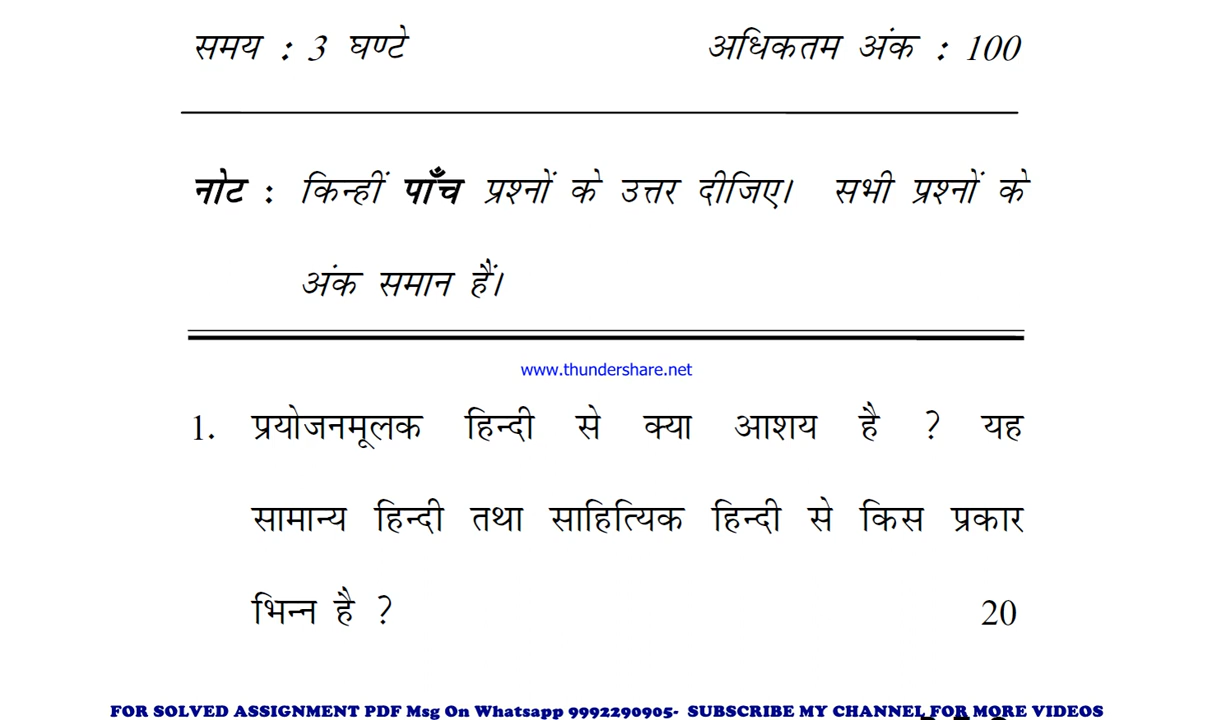 समय : 3 घण्टे अधिकतम अंक : 100
नोट : किन्हीं पाँच प्रश्नों के उत्तर दीजिए। सभी प्रश्नों के
अंक समान हैं।
www.thundershare.net
1. प्रयोजनमूलक हिन्दी से क्या आशय है ? यह
सामान्य हिन्दी तथा साहित्यिक हिन्दी से किस प्रकार
भिन्न है ? 20
FOR SOLVED ASSIGNMENT PDF Msg On Whatsapp 9992290905- SUBSCRIBE MY CHANNEL FOR MORE VIDEOS